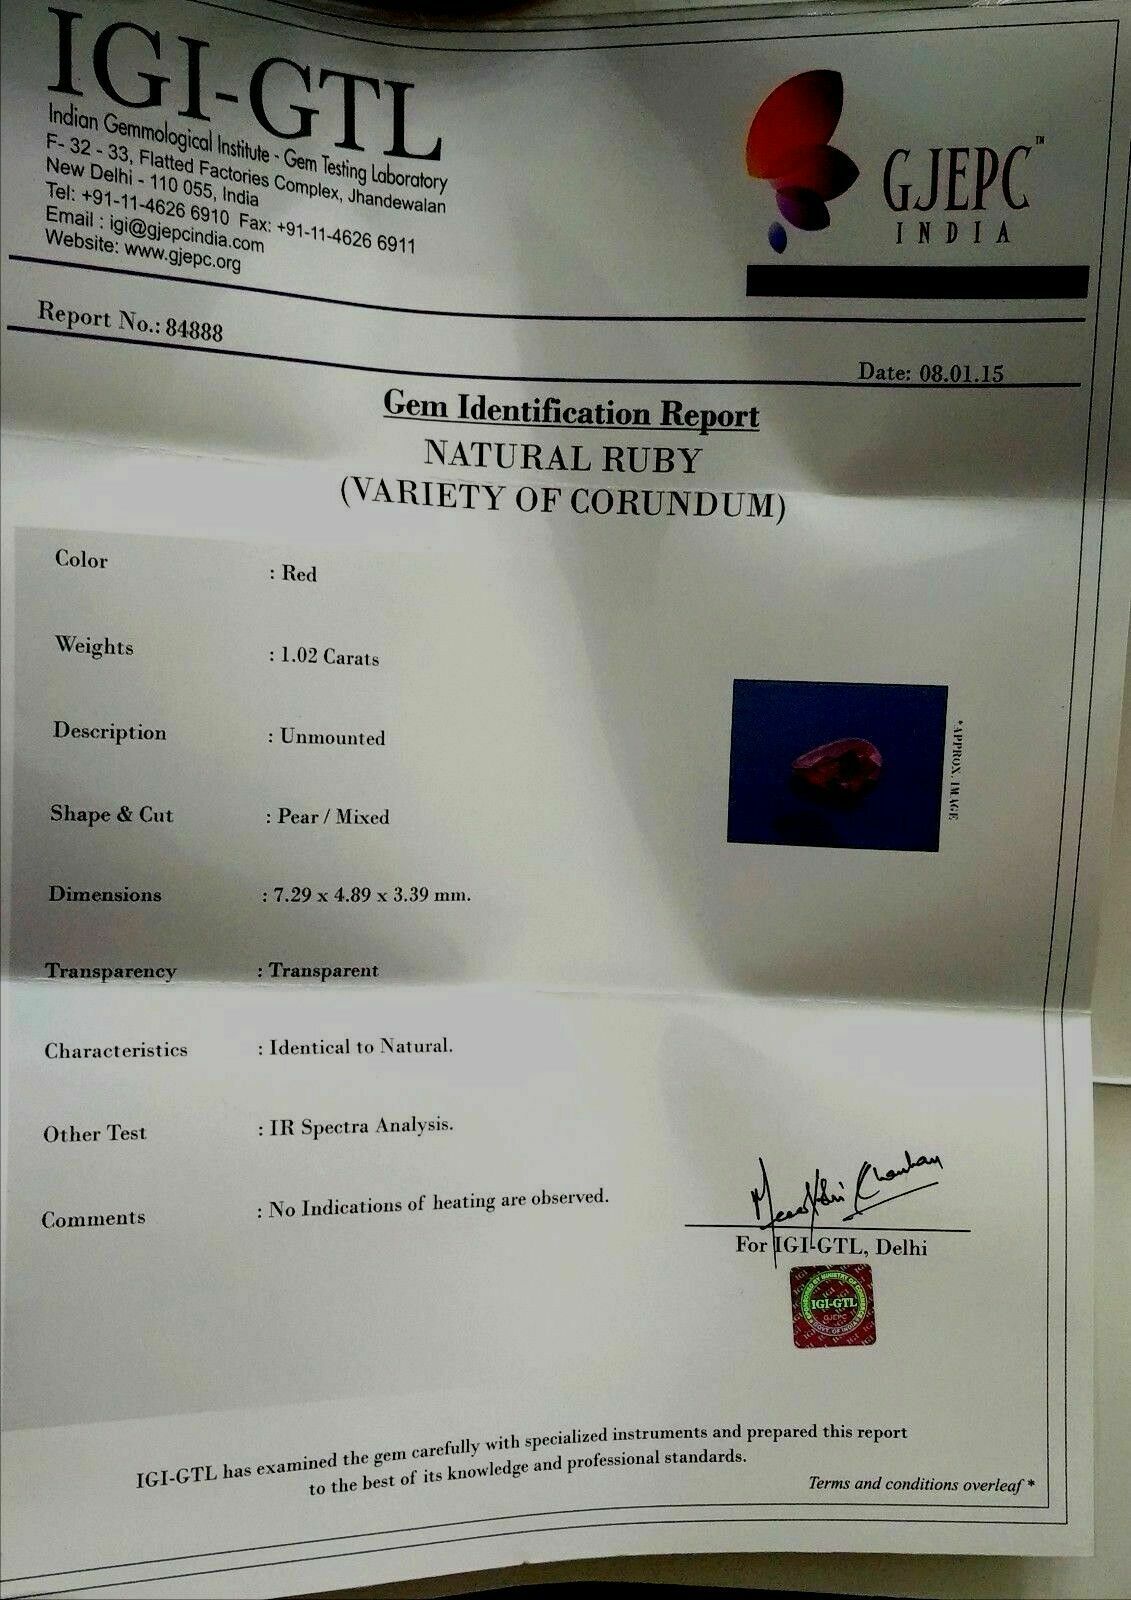 IGI-GTL
Indian Gemmological Institute - Gem Testing Laboratory
F- 32 - 33, Flatted Factories Complex, Jhandewalan
New Delhi - 110 055, India
Tel: +91-11-4626 6910 Fax: +91-11-4626 6911
Email : igi@gjepcindia.com
Website: www.gjepc.org
GJEPC™
INDIA
Report No.: 84888
Date: 08.01.15
Gem Identification Report
NATURAL RUBY
(VARIETY OF CORUNDUM)
Color : Red
Weights : 1.02 Carats
Description : Unmounted
Shape & Cut : Pear / Mixed
Dimensions : 7.29 x 4.89 x 3.39 mm.
Transparency : Transparent
Characteristics : Identical to Natural.
Other Test : IR Spectra Analysis.
Comments : No Indications of heating are observed.
*APPROX. IMAGE
For IGI-GTL, Delhi
IGI-GTL
GJEPC
IGI-GTL has examined the gem carefully with specialized instruments and prepared this report
to the best of its knowledge and professional standards.
Terms and conditions overleaf *